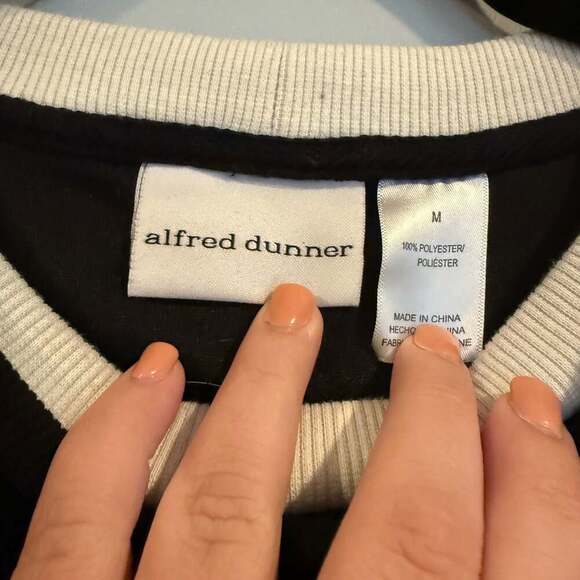 alfred dunner
M
100% POLYESTER/
POLIÉSTER
MADE IN CHINA
HECHO